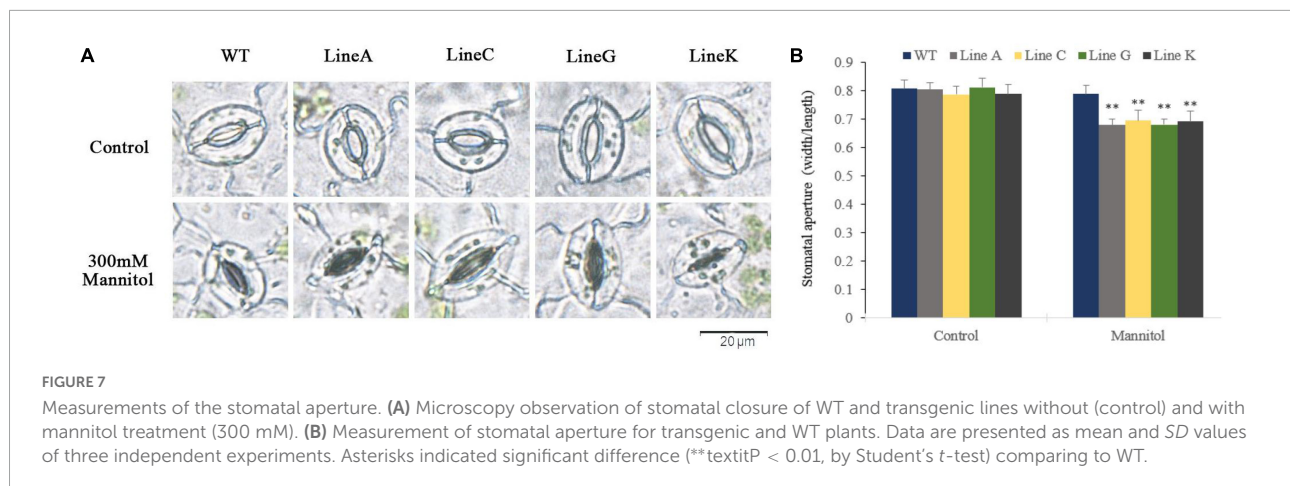 A
WT LineA LineC LineG LineK
Control
300mM
Mannitol
20 µm
B
WT Line A Line C Line G Line K
Stomatal aperture (width/length)
0.9
0.8
0.7
0.6
0.5
0.4
0.3
0.2
0.1
0
** ** ** **
Control Mannitol
FIGURE 7
Measurements of the stomatal aperture. (A) Microscopy observation of stomatal closure of WT and transgenic lines without (control) and with
mannitol treatment (300 mM). (B) Measurement of stomatal aperture for transgenic and WT plants. Data are presented as mean and SD values
of three independent experiments. Asterisks indicated significant difference (**textitP < 0.01, by Student's t-test) comparing to WT.